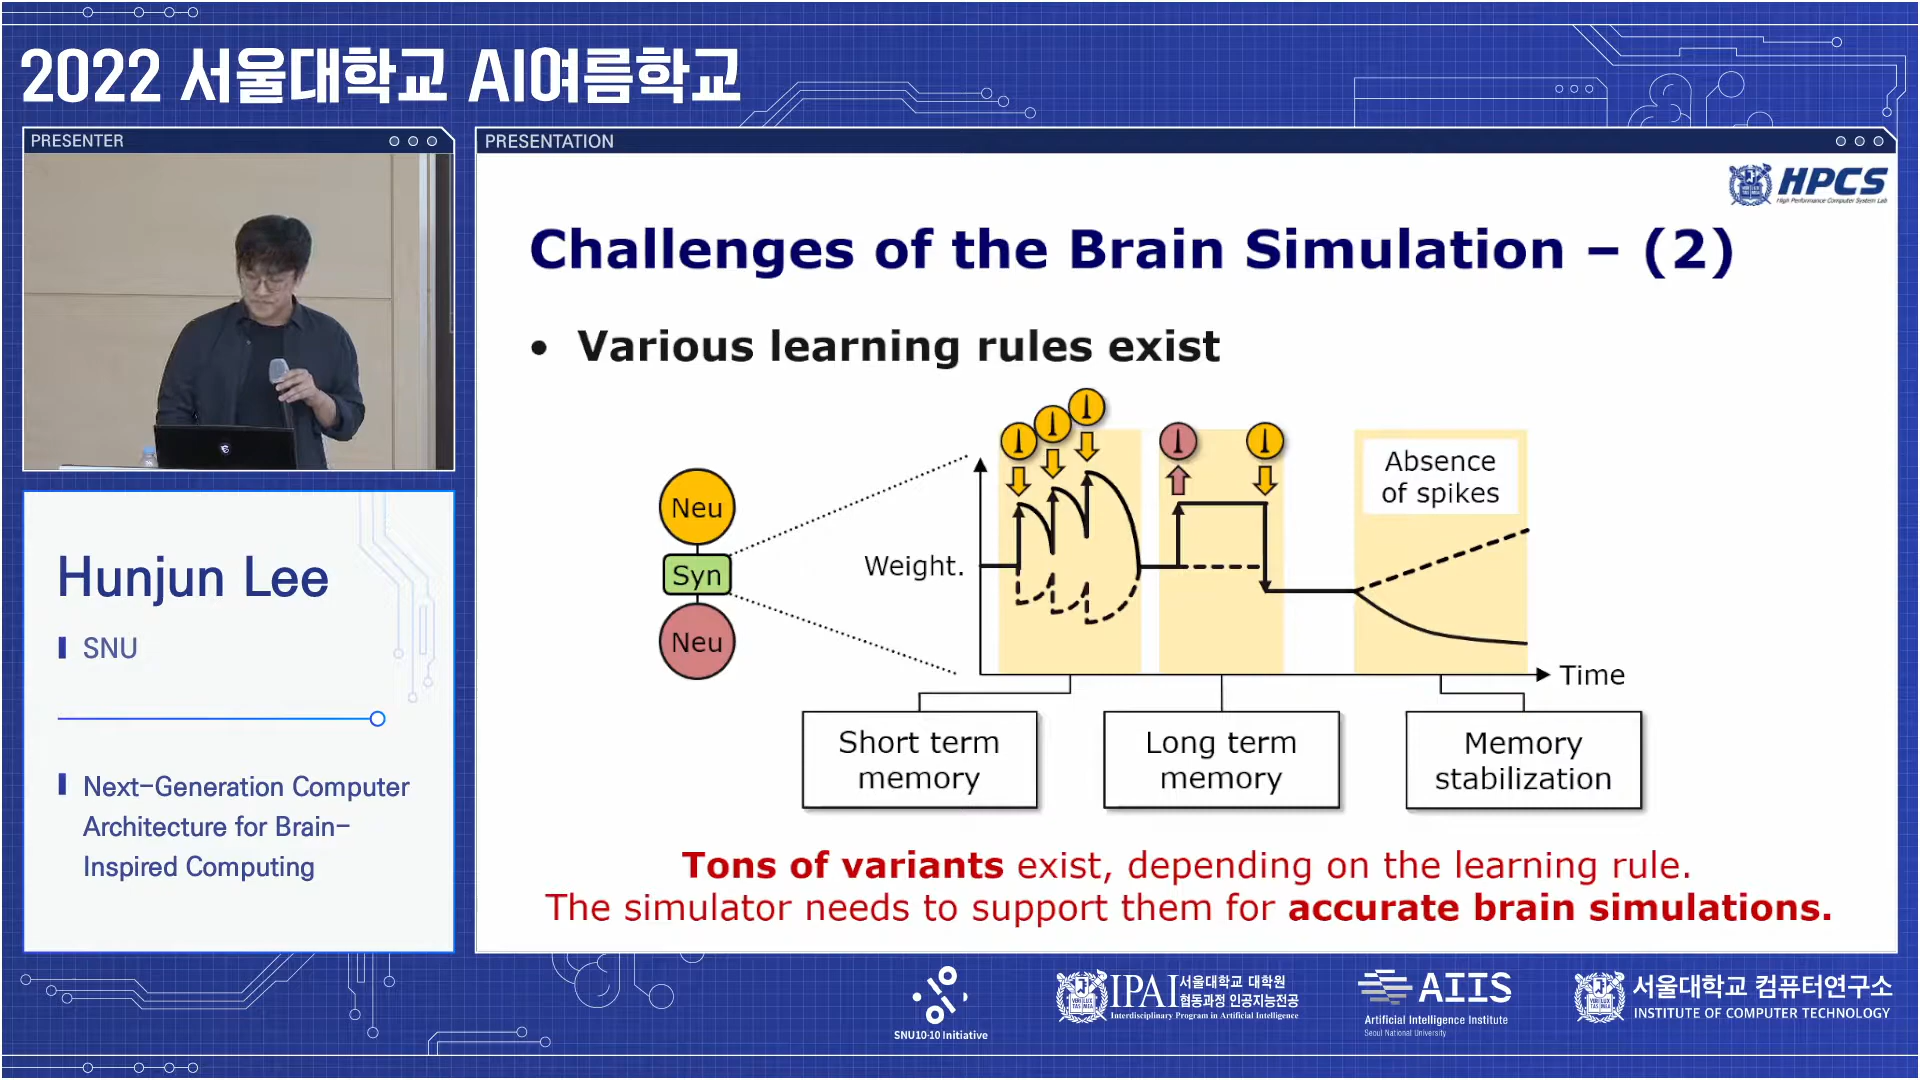 2022 서울대학교 AI여름학교
PRESENTER
PRESENTATION
HPCS
High Performance Computer System Lab
Challenges of the Brain Simulation – (2)
• Various learning rules exist
Neu
Syn
Neu
Weight.
Absence
of spikes
Time
Short term
memory
Long term
memory
Memory
stabilization
Tons of variants exist, depending on the learning rule.
The simulator needs to support them for accurate brain simulations.
Hunjun Lee
SNU
Next-Generation Computer
Architecture for Brain-
Inspired Computing
SNU10·10 Initiative
IPAI 서울대학교 대학원
협동과정 인공지능전공
Interdisciplinary Program in Artificial Intelligence
AIIS
Artificial Intelligence Institute
Seoul National University
서울대학교 컴퓨터연구소
INSTITUTE OF COMPUTER TECHNOLOGY